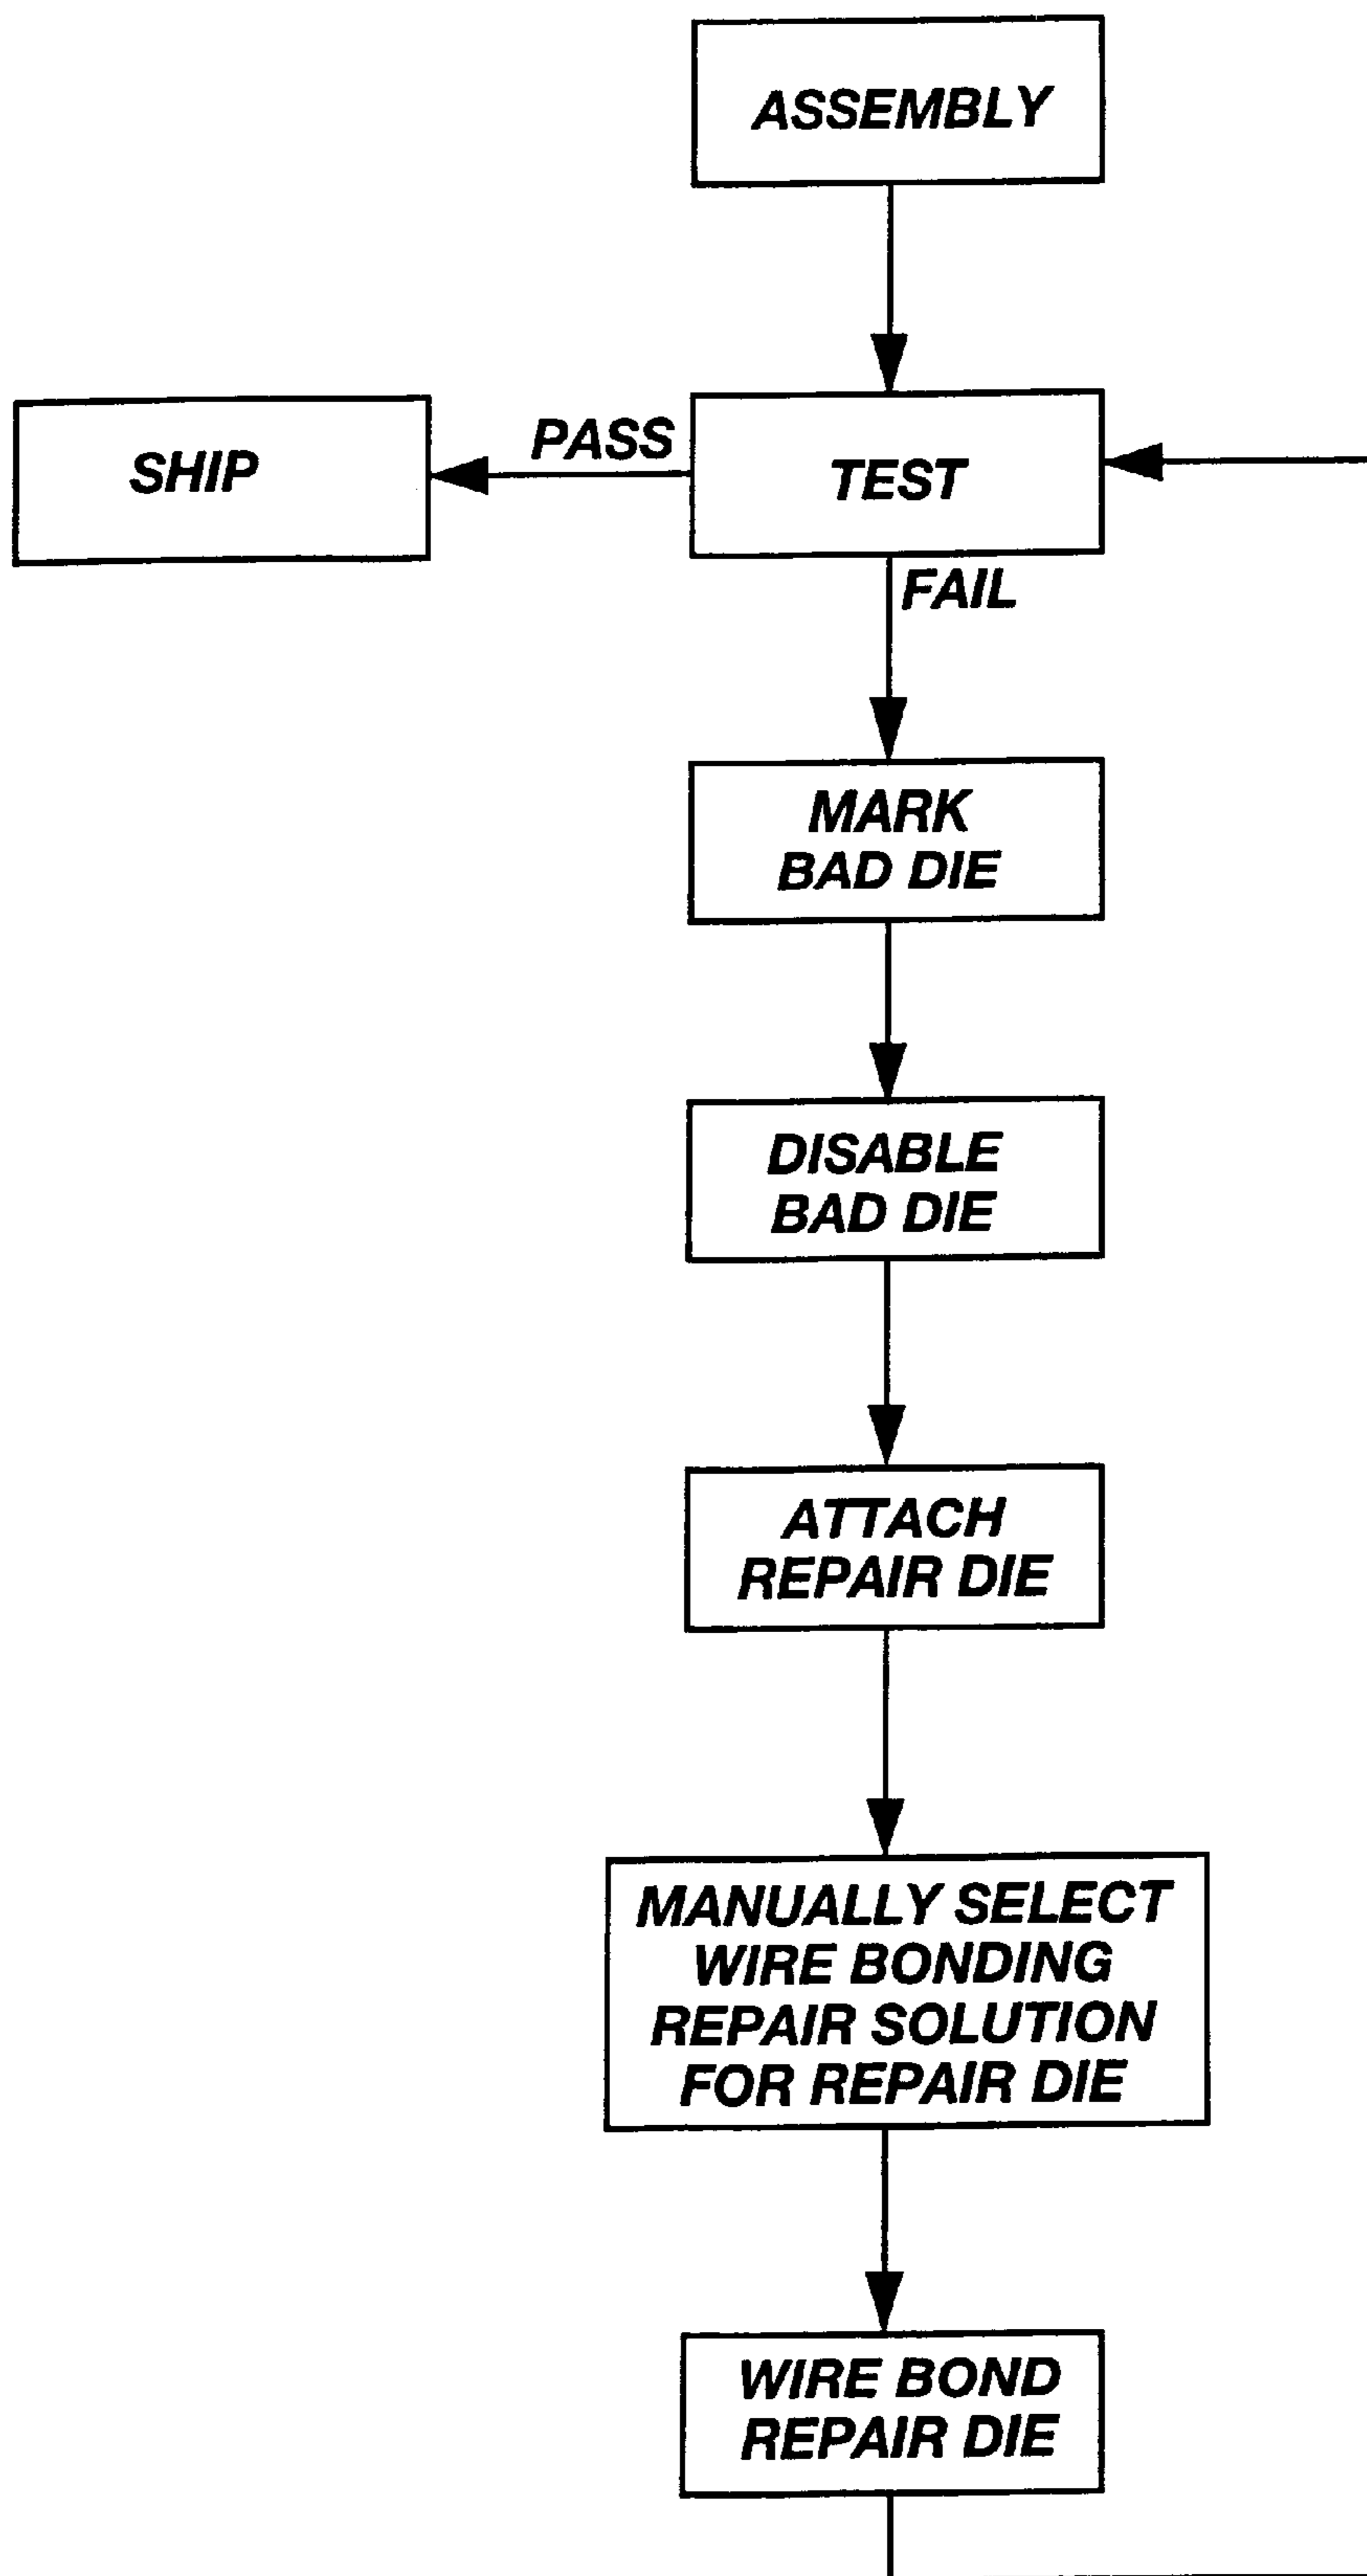 ASSEMBLY
SHIP
PASS
TEST
FAIL
MARK
BAD DIE
DISABLE
BAD DIE
ATTACH
REPAIR DIE
MANUALLY SELECT
WIRE BONDING
REPAIR SOLUTION
FOR REPAIR DIE
WIRE BOND
REPAIR DIE